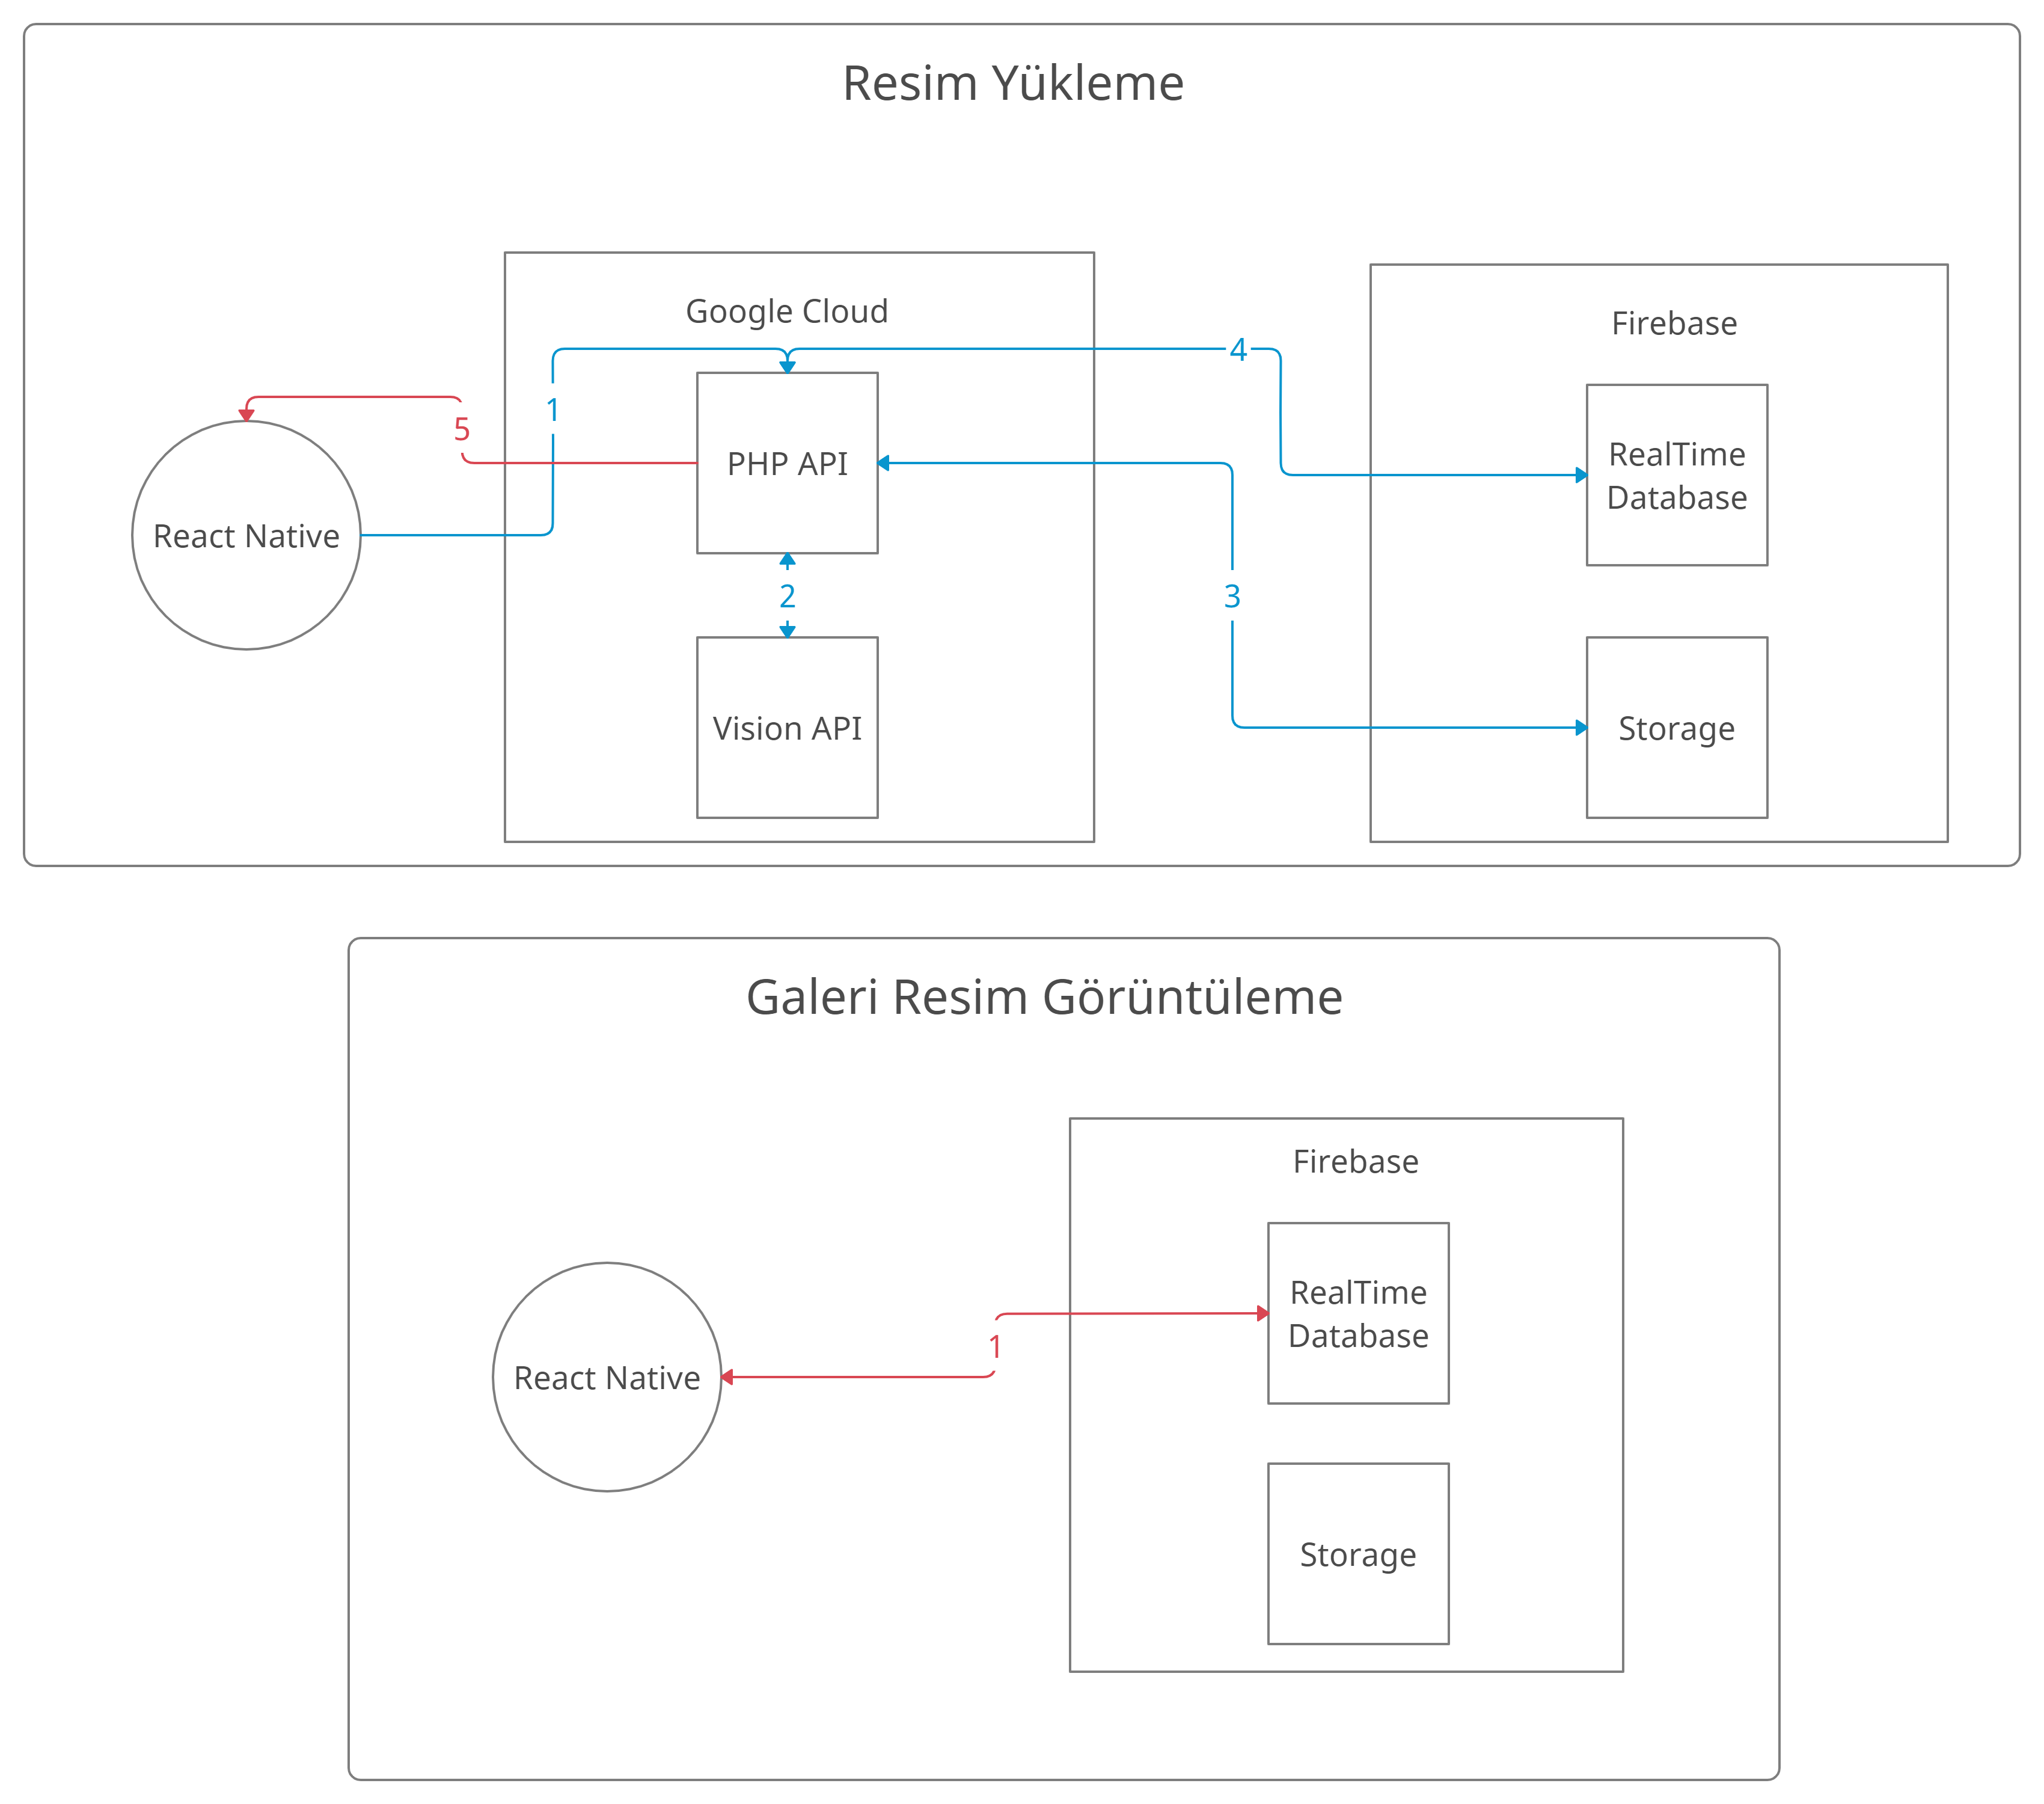 Resim Yükleme
Google Cloud
Firebase
4
1
5
PHP API
RealTime
Database
React Native
2
3
Vision API
Storage
Galeri Resim Görüntüleme
Firebase
RealTime
Database
1
React Native
Storage